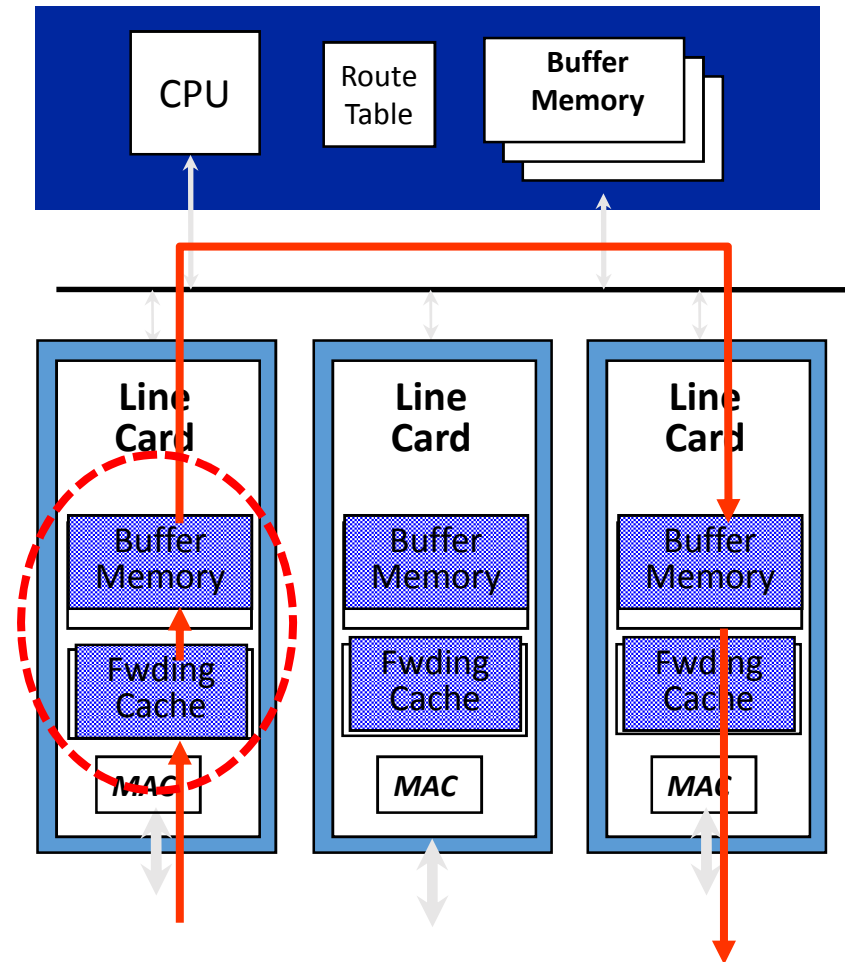 CPU
Route
Table
Buffer
Memory
Line
Card
Buffer
Memory
Fwding
Cache
MAC
Line
Card
Buffer
Memory
Fwding
Cache
MAC
Line
Card
Buffer
Memory
Fwding
Cache
MAC